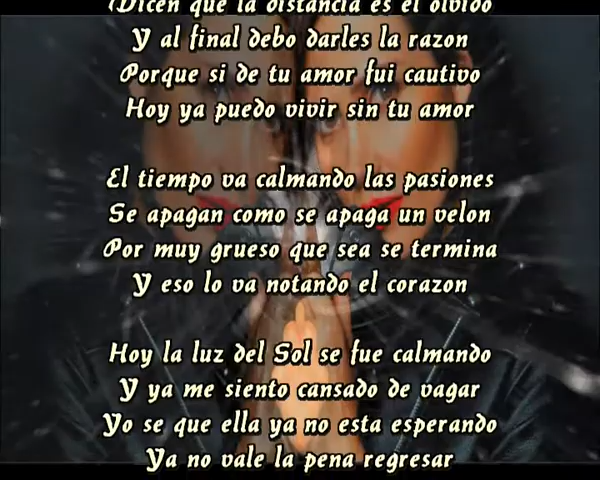 Dicen que la distancia es el olvido
Y al final debo darles la razon
Porque si de tu amor fui cautivo
Hoy ya puedo vivir sin tu amor
El tiempo va calmando las pasiones
Se apagan como se apaga un velon
Por muy grueso que sea se termina
Y eso lo va notando el corazon
Hoy la luz del Sol se fue calmando
Y ya me siento cansado de vagar
Yo se que ella ya no esta esperando
Ya no vale la pena regresar